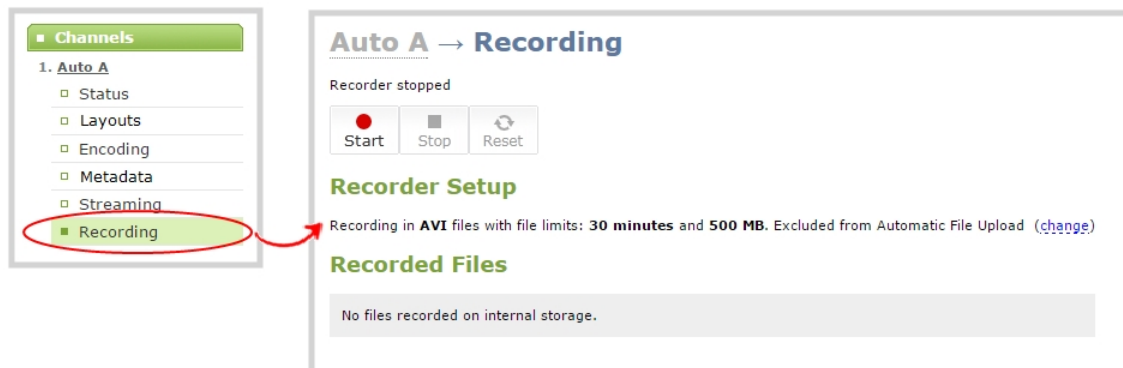 Channels
1. Auto A
Status
Layouts
Encoding
Metadata
Streaming
Recording
Auto A → Recording
Recorder stopped
Start Stop Reset
Recorder Setup
Recording in AVI files with file limits: 30 minutes and 500 MB. Excluded from Automatic File Upload (change)
Recorded Files
No files recorded on internal storage.